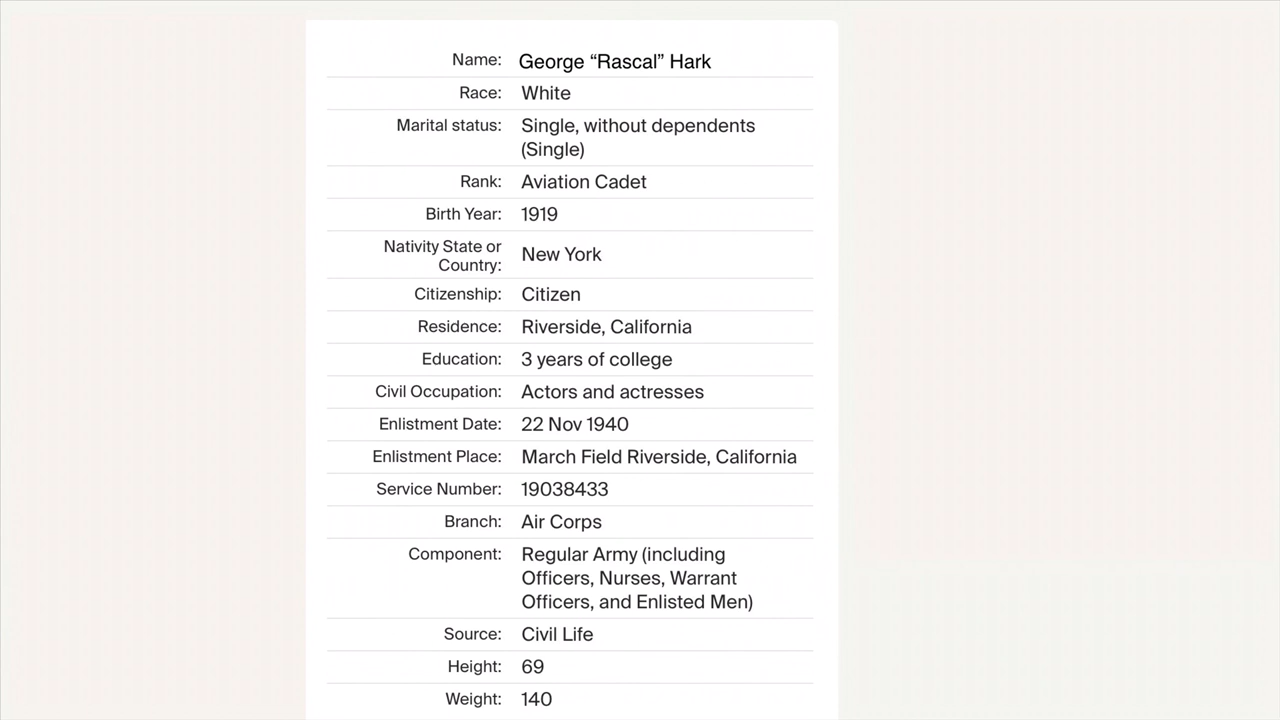 Name: George “Rascal” Hark
Race: White
Marital status: Single, without dependents
(Single)
Rank: Aviation Cadet
Birth Year: 1919
Nativity State or
Country: New York
Citizenship: Citizen
Residence: Riverside, California
Education: 3 years of college
Civil Occupation: Actors and actresses
Enlistment Date: 22 Nov 1940
Enlistment Place: March Field Riverside, California
Service Number: 19038433
Branch: Air Corps
Component: Regular Army (including
Officers, Nurses, Warrant
Officers, and Enlisted Men)
Source: Civil Life
Height: 69
Weight: 140